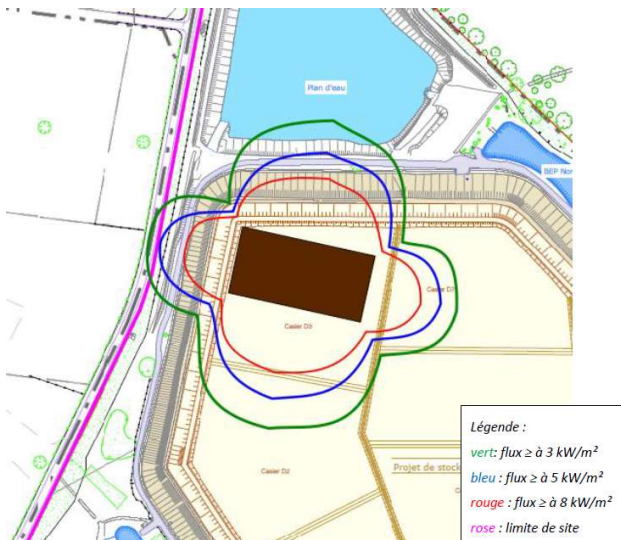 Plan d'eau
BEP Nor
Casier D3
Casier D2
Projet de stock
Légende :
vert: flux ≥ à 3 kW/m²
bleu : flux ≥ à 5 kW/m²
rouge : flux ≥ à 8 kW/m²
rose : limite de site